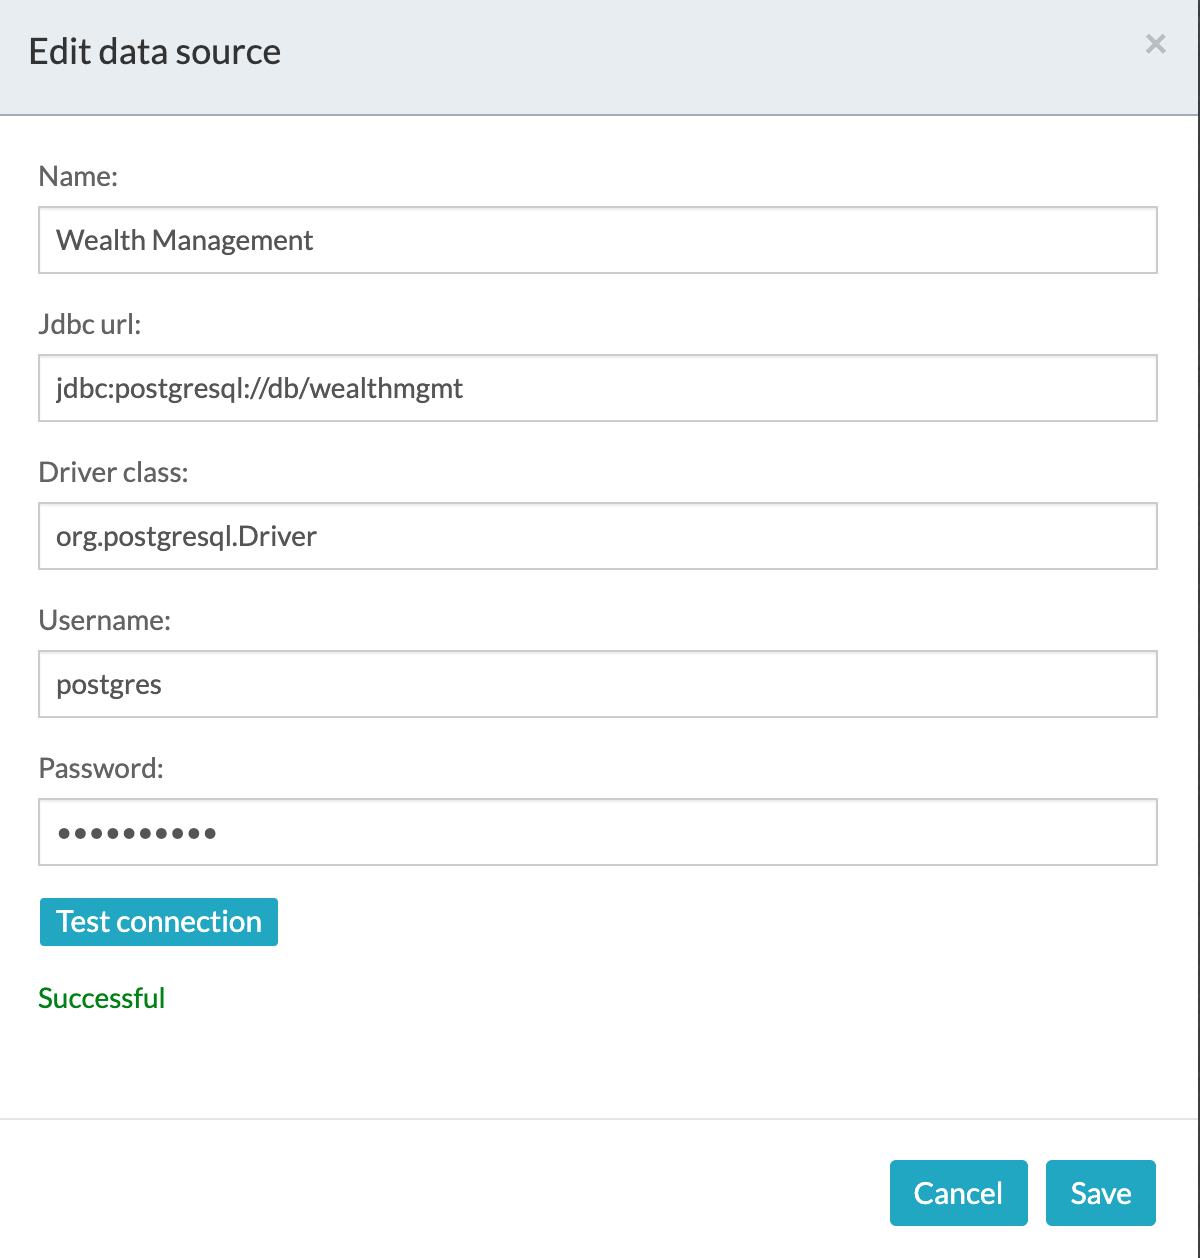 Edit data source
×
Name:
Wealth Management
Jdbc url:
jdbc:postgresql://db/wealthmgmt
Driver class:
org.postgresql.Driver
Username:
postgres
Password:
••••••••••
Test connection
Successful
Cancel Save